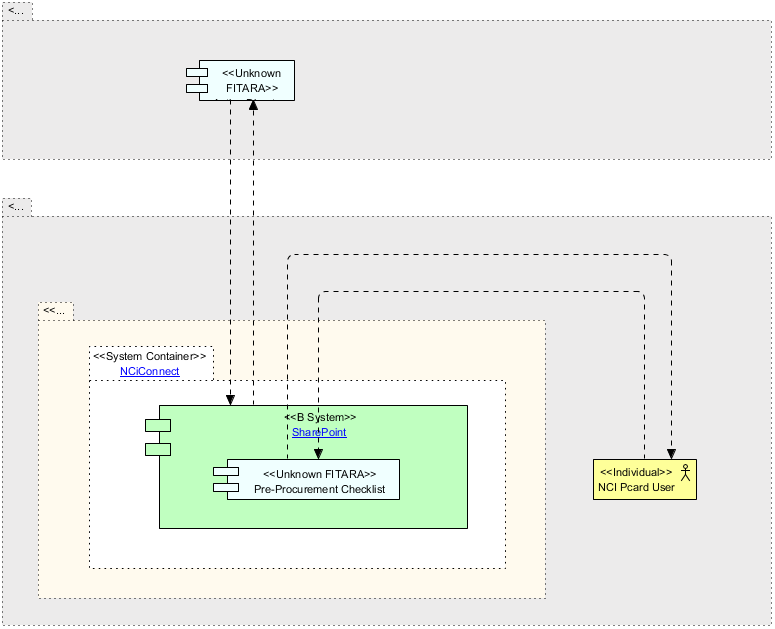 <...
<<Unknown
FITARA>>
<...
<<...
<<System Container>>
NCiConnect
<<B System>>
SharePoint
<<Unknown FITARA>>
Pre-Procurement Checklist
<<Individual>>
NCI Pcard User